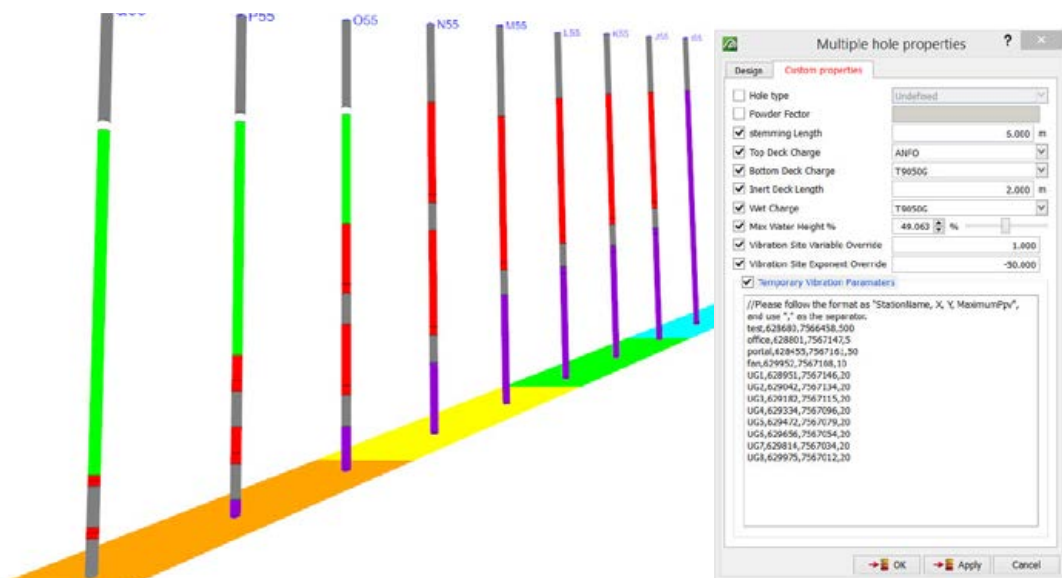 P55
O55
N55
M55
L55
K55
J55
I55
Multiple hole properties
?
Design
Custom properties
Hole type
Undefined
Powder Factor
stemming Length
5.000 m
Top Deck Charge
ANFO
Bottom Deck Charge
T9050G
Inert Deck Length
2.000 m
Wet Charge
T9050G
Max Water Height %
49.063 %
Vibration Site Variable Override
1.000
Vibration Site Exponent Override
-50.000
Temporary Vibration Paramaters
//Please follow the format as "StationName, X, Y, MaximumPpv",
and use "," as the separator.
test,628680,7566458,500
office,628801,7567147,5
portal,628455,7567161,50
fan,629952,7567168,10
UG1,628951,7567146,20
UG2,629042,7567134,20
UG3,629182,7567115,20
UG4,629334,7567096,20
UG5,629472,7567079,20
UG6,629656,7567054,20
UG7,629814,7567034,20
UG8,629975,7567012,20
OK
Apply
Cancel